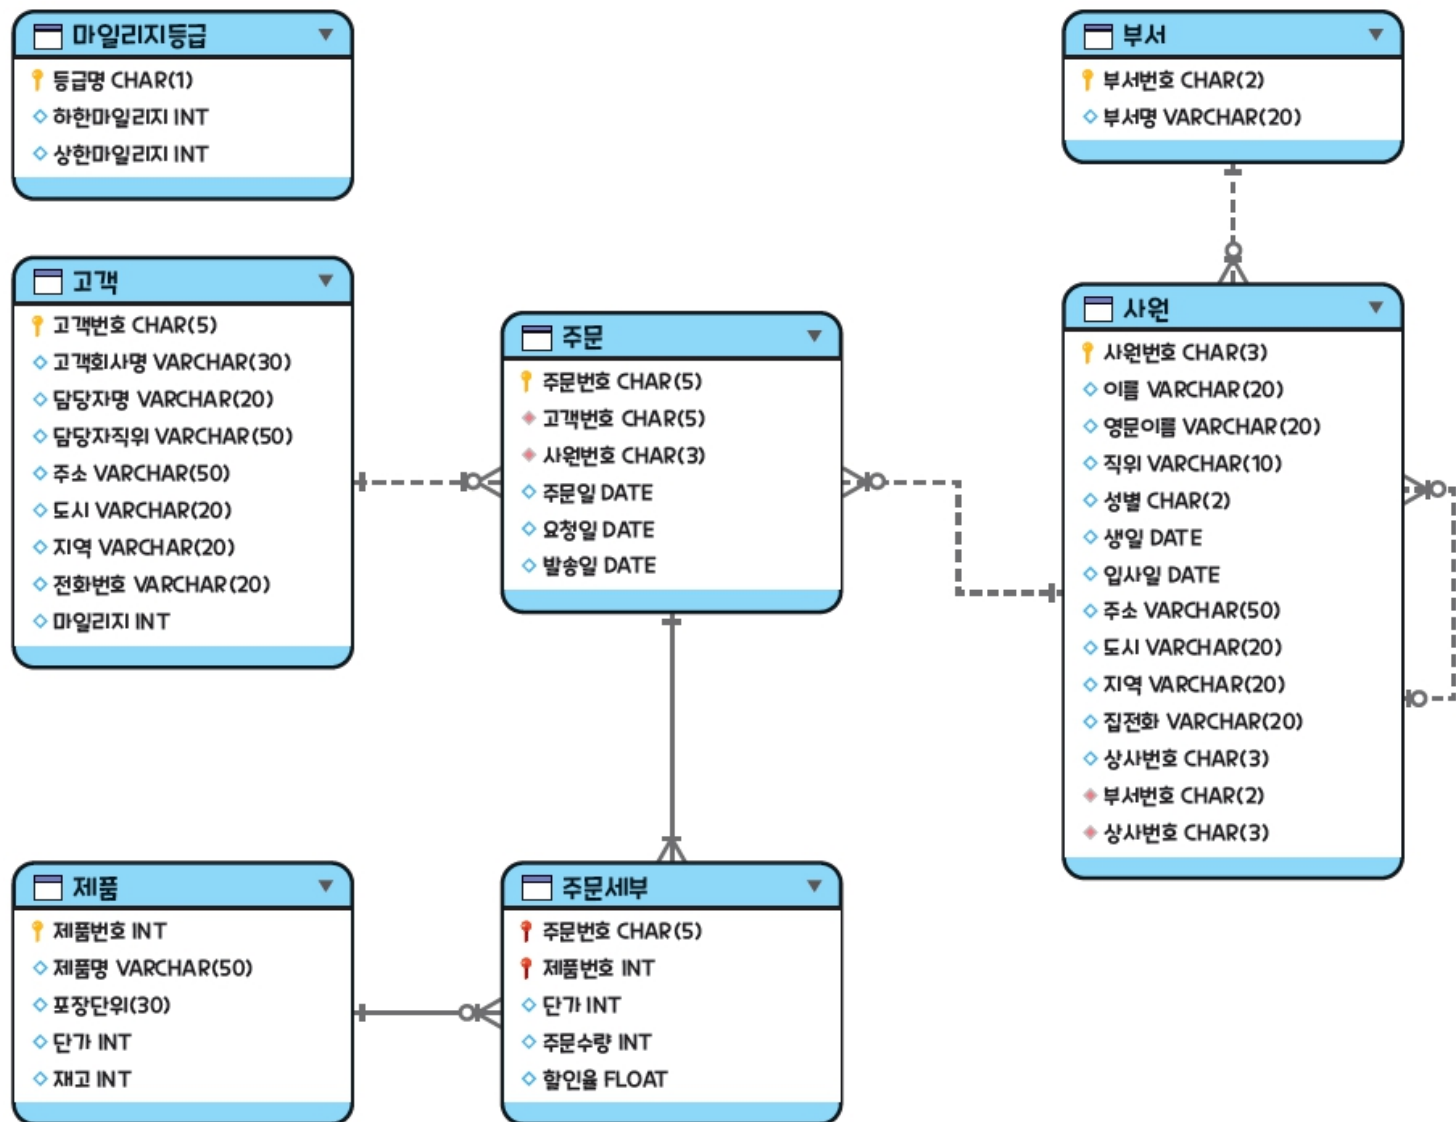 마일리지등급
등급명 CHAR(1)
하한마일리지 INT
상한마일리지 INT
부서
부서번호 CHAR(2)
부서명 VARCHAR(20)
고객
고객번호 CHAR(5)
고객회사명 VARCHAR(30)
담당자명 VARCHAR(20)
담당자직위 VARCHAR(50)
주소 VARCHAR(50)
도시 VARCHAR(20)
지역 VARCHAR(20)
전화번호 VARCHAR(20)
마일리지 INT
주문
주문번호 CHAR(5)
고객번호 CHAR(5)
사원번호 CHAR(3)
주문일 DATE
요청일 DATE
발송일 DATE
사원
사원번호 CHAR(3)
이름 VARCHAR(20)
영문이름 VARCHAR(20)
직위 VARCHAR(10)
성별 CHAR(2)
생일 DATE
입사일 DATE
주소 VARCHAR(50)
도시 VARCHAR(20)
지역 VARCHAR(20)
집전화 VARCHAR(20)
상사번호 CHAR(3)
부서번호 CHAR(2)
상사번호 CHAR(3)
제품
제품번호 INT
제품명 VARCHAR(50)
포장단위(30)
단가 INT
재고 INT
주문세부
주문번호 CHAR(5)
제품번호 INT
단가 INT
주문수량 INT
할인율 FLOAT